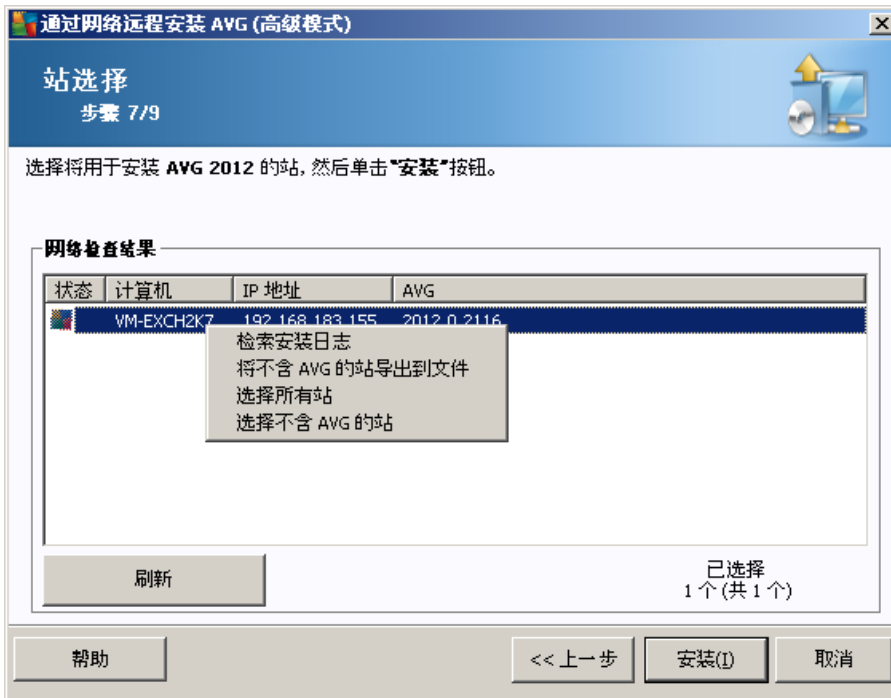 通过网络远程安装 AVG (高级模式)
站选择
步骤 7/9
选择将用于安装 AVG 2012 的站, 然后单击"安装"按钮。
网络检查结果
状态 计算机 IP 地址 AVG
VM-EXCH2K7 192.168.183.155 2012.0.2116
检索安装日志
将不含 AVG 的站导出到文件
选择所有站
选择不含 AVG 的站
刷新
已选择
1 个 (共 1 个)
帮助
<< 上一步
安装(I)
取消